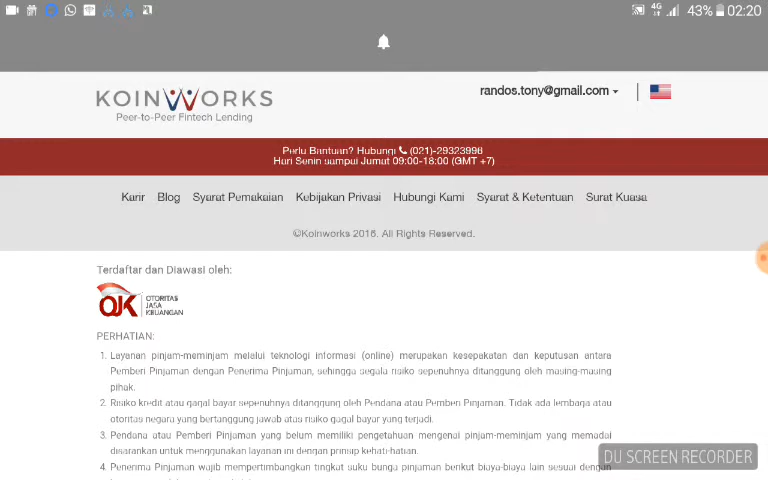 4G 43% 02:20
KOINWORKS
Peer-to-Peer Fintech Lending
randos.tony@gmail.com
Perlu Bantuan? Hubungi (021)-29323996
Hari Senin sampai Jumat 09:00-18:00 (GMT +7)
Karir Blog Syarat Pemakaian Kebijakan Privasi Hubungi Kami Syarat & Ketentuan Surat Kuasa
©Koinworks 2016. All Rights Reserved.
Terdaftar dan Diawasi oleh:
OJK OTORITAS
JASA
KEUANGAN
PERHATIAN:
1. Layanan pinjam-meminjam melalui teknologi informasi (online) merupakan kesepakatan dan keputusan antara
Pemberi Pinjaman dengan Penerima Pinjaman, sehingga segala risiko sepenuhnya ditanggung oleh masing-masing
pihak.
2. Risiko kredit atau gagal bayar sepenuhnya ditanggung oleh Pendana atau Pemberi Pinjaman. Tidak ada lembaga atau
otoritas negara yang bertanggung jawab atas risiko gagal bayar yang terjadi.
3. Pendana atau Pemberi Pinjaman yang belum memiliki pengetahuan mengenai pinjam-meminjam yang memadai
disarankan untuk menggunakan layanan ini dengan prinsip kehati-hatian.
4. Penerima Pinjaman wajib mempertimbangkan tingkat suku bunga pinjaman berikut biaya-biaya lain sesuai dengan
DU SCREEN RECORDER